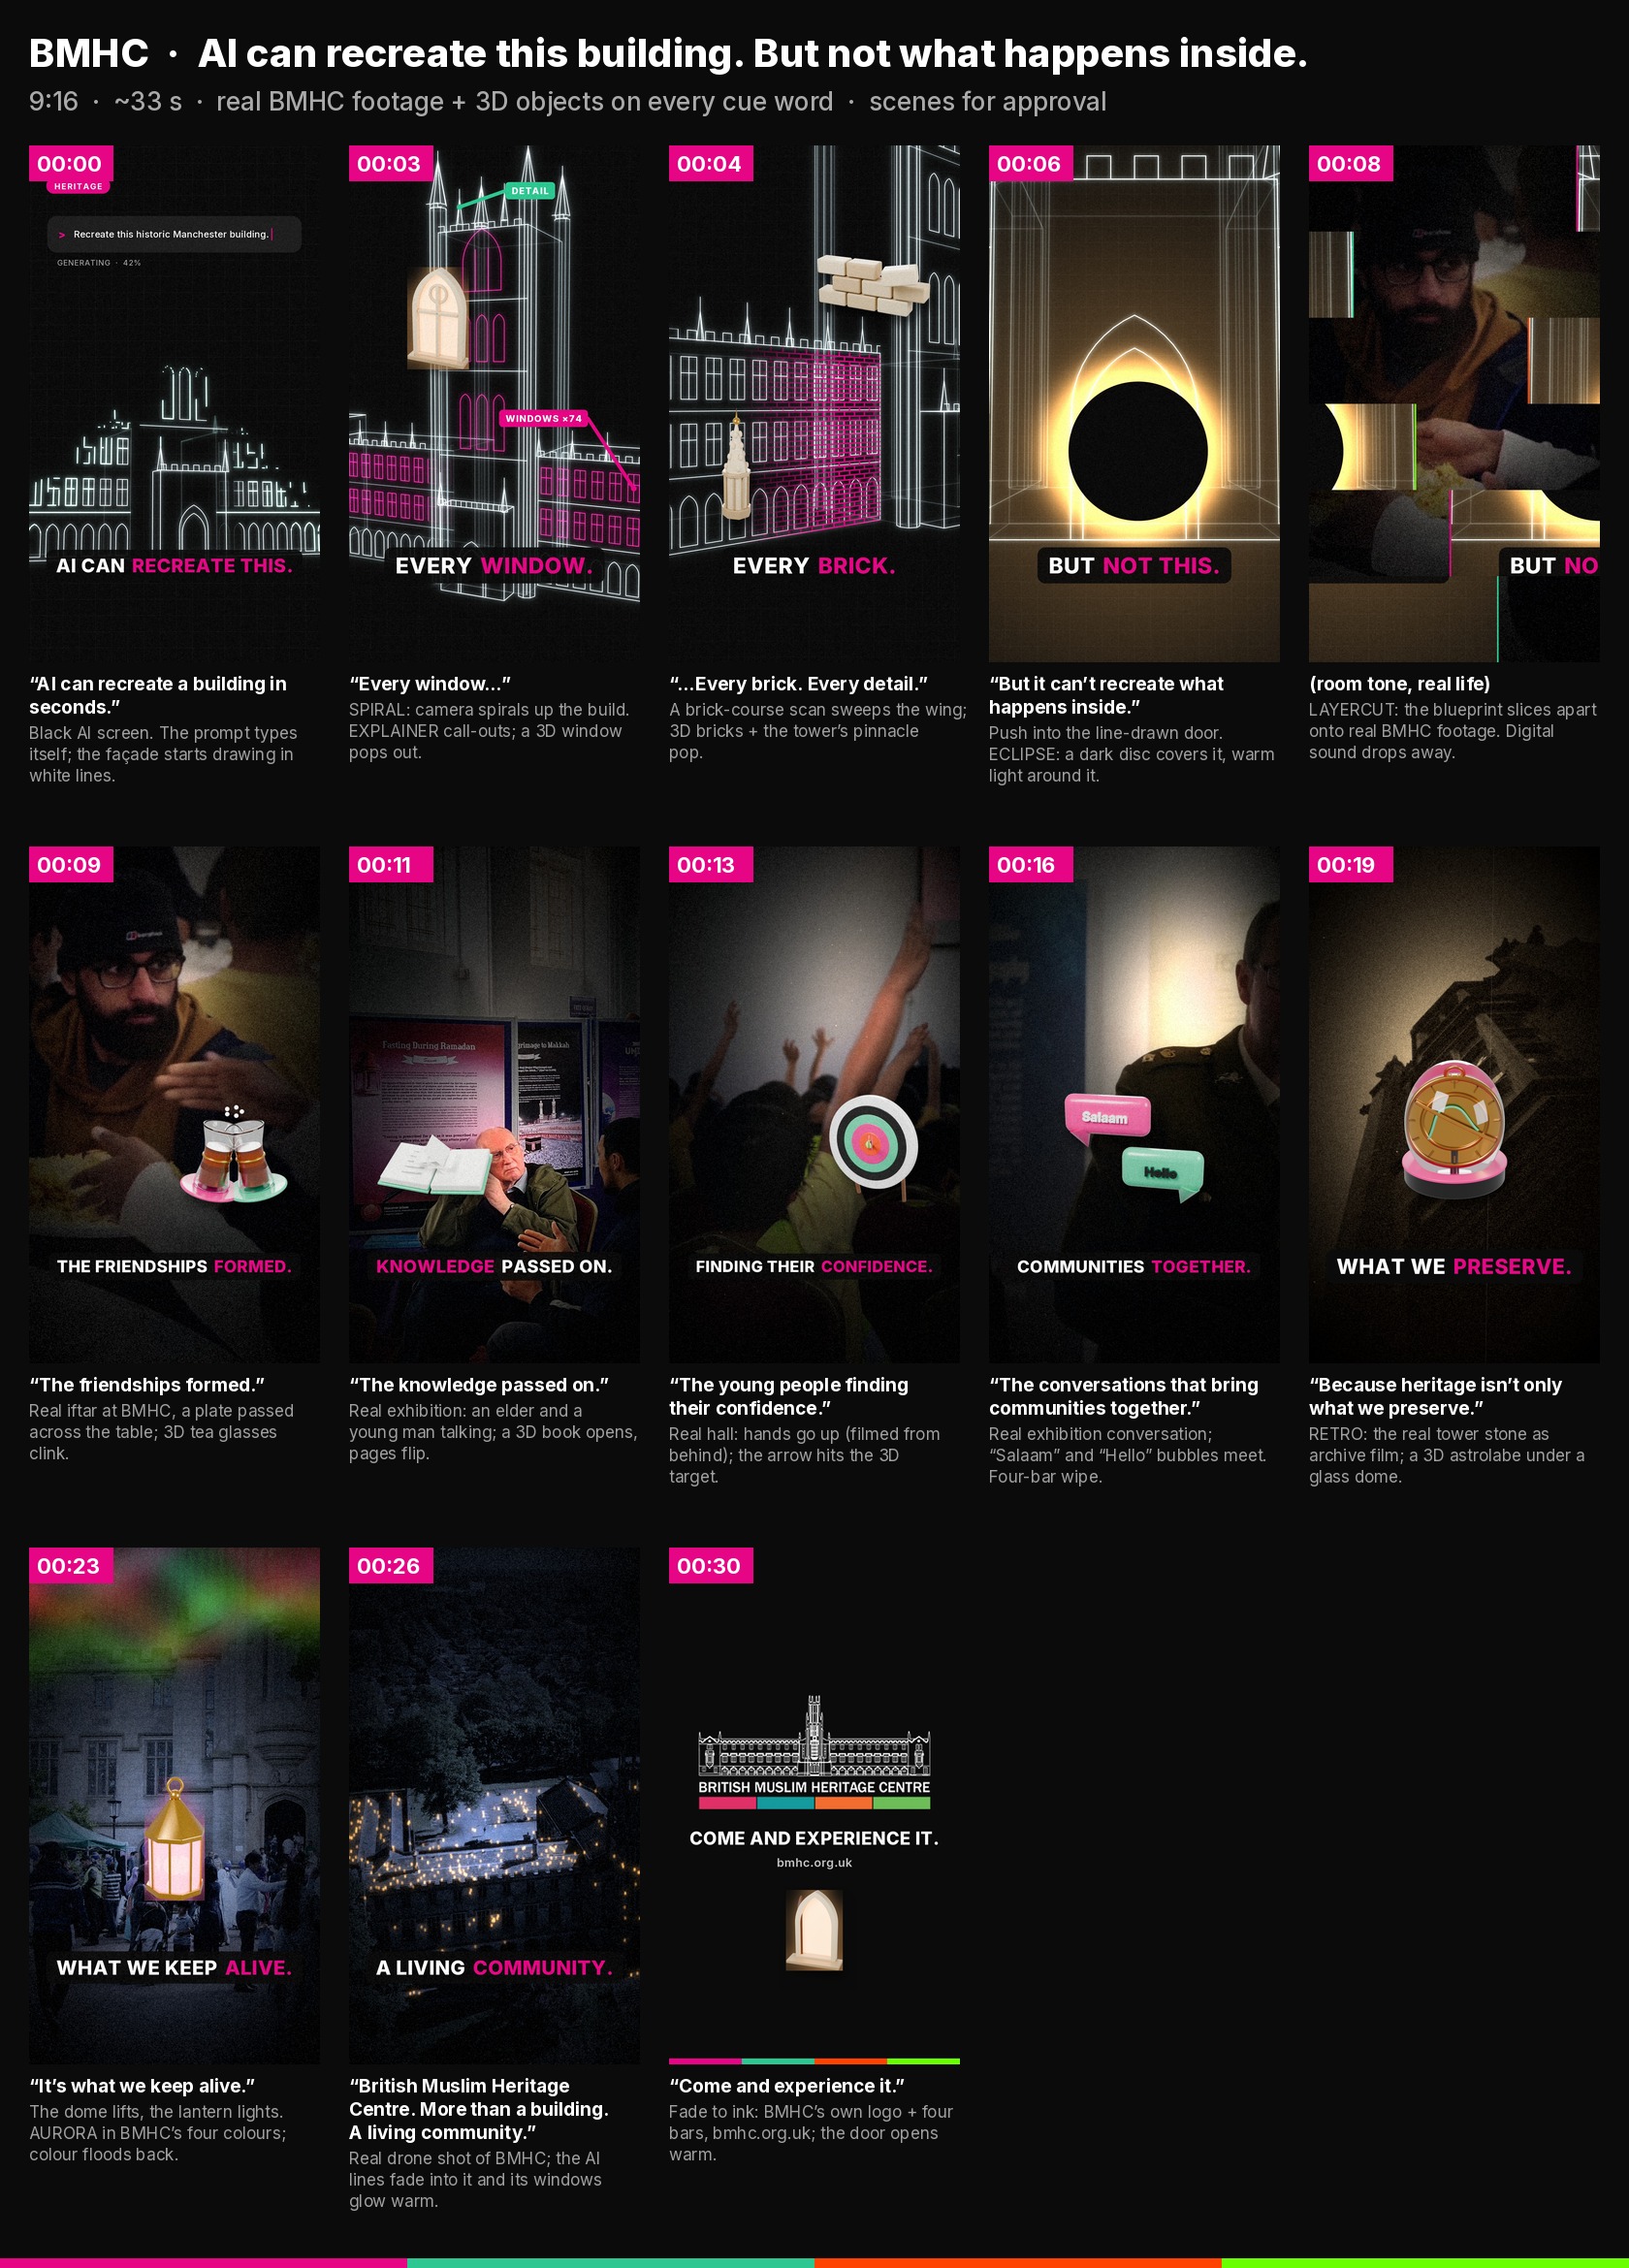 BMHC · AI can recreate this building. But not what happens inside.
9:16 · ~33 s · real BMHC footage + 3D objects on every cue word · scenes for approval
00:00
HERITAGE
> Recreate this historic Manchester building.
GENERATING · 42%
AI CAN RECREATE THIS.
“AI can recreate a building in
seconds.”
Black AI screen. The prompt types
itself; the façade starts drawing in
white lines.
00:03
DETAIL
WINDOWS ×74
EVERY WINDOW.
“Every window…”
SPIRAL: camera spirals up the build.
EXPLAINER call-outs; a 3D window
pops out.
00:04
EVERY BRICK.
“…Every brick. Every detail.”
A brick-course scan sweeps the wing;
3D bricks + the tower’s pinnacle
pop.
00:06
BUT NOT THIS.
“But it can’t recreate what
happens inside.”
Push into the line-drawn door.
ECLIPSE: a dark disc covers it, warm
light around it.
00:08
BUT NO
(room tone, real life)
LAYERCUT: the blueprint slices apart
onto real BMHC footage. Digital
sound drops away.
00:09
THE FRIENDSHIPS FORMED.
“The friendships formed.”
Real iftar at BMHC, a plate passed
across the table; 3D tea glasses
clink.
00:11
Fasting During Ramadan
grimage to Makkah
KNOWLEDGE PASSED ON.
“The knowledge passed on.”
Real exhibition: an elder and a
young man talking; a 3D book opens,
pages flip.
00:13
FINDING THEIR CONFIDENCE.
“The young people finding
their confidence.”
Real hall: hands go up (filmed from
behind); the arrow hits the 3D
target.
00:16
Salaam
Hello
COMMUNITIES TOGETHER.
“The conversations that bring
communities together.”
Real exhibition conversation;
“Salaam” and “Hello” bubbles meet.
Four-bar wipe.
00:19
WHAT WE PRESERVE.
“Because heritage isn’t only
what we preserve.”
RETRO: the real tower stone as
archive film; a 3D astrolabe under a
glass dome.
00:23
WHAT WE KEEP ALIVE.
“It’s what we keep alive.”
The dome lifts, the lantern lights.
AURORA in BMHC’s four colours;
colour floods back.
00:26
A LIVING COMMUNITY.
“British Muslim Heritage
Centre. More than a building.
A living community.”
Real drone shot of BMHC; the AI
lines fade into it and its windows
glow warm.
00:30
BRITISH MUSLIM HERITAGE CENTRE
COME AND EXPERIENCE IT.
bmhc.org.uk
“Come and experience it.”
Fade to ink: BMHC’s own logo + four
bars, bmhc.org.uk; the door opens
warm.